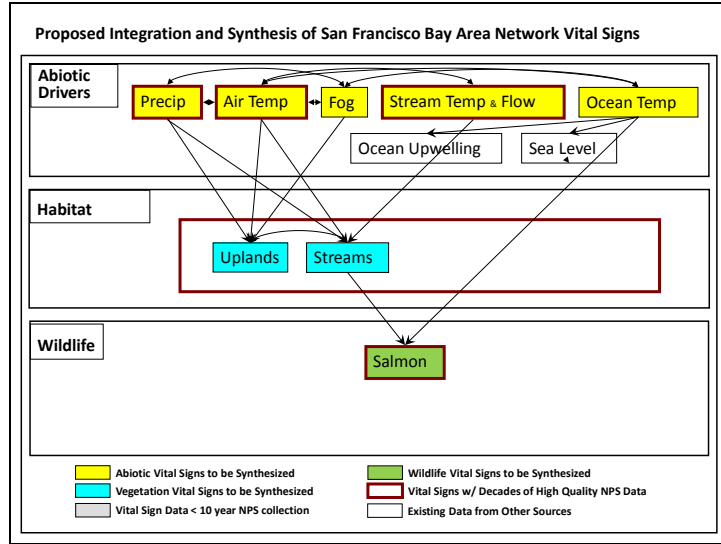 Proposed Integration and Synthesis of San Francisco Bay Area Network Vital Signs
Abiotic
Drivers
Precip
Air Temp
Fog
Stream Temp & Flow
Ocean Temp
Ocean Upwelling
Sea Level
Habitat
Uplands
Streams
Wildlife
Salmon
Abiotic Vital Signs to be Synthesized
Wildlife Vital Signs to be Synthesized
Vegetation Vital Signs to be Synthesized
Vital Signs w/ Decades of High Quality NPS Data
Vital Sign Data < 10 year NPS collection
Existing Data from Other Sources